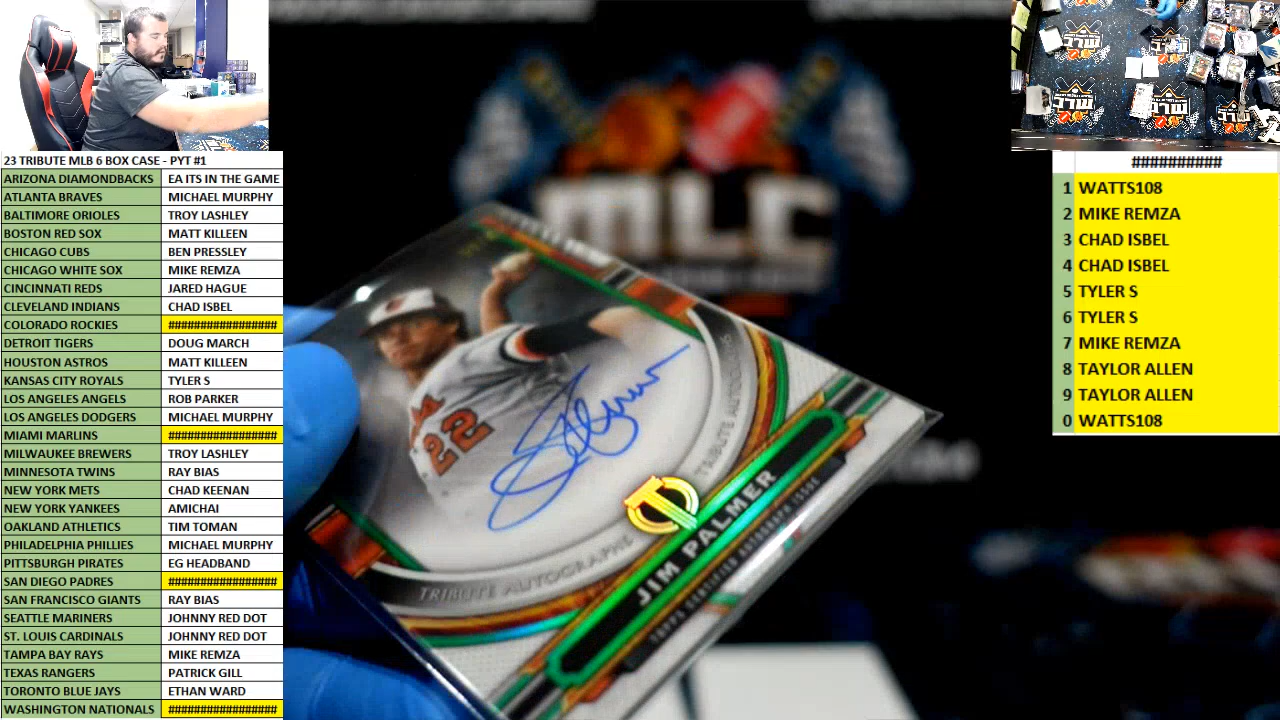 23 TRIBUTE MLB 6 BOX CASE - PYT #1
ARIZONA DIAMONDBACKS EA ITS IN THE GAME
ATLANTA BRAVES MICHAEL MURPHY
BALTIMORE ORIOLES TROY LASHLEY
BOSTON RED SOX MATT KILLEEN
CHICAGO CUBS BEN PRESSLEY
CHICAGO WHITE SOX MIKE REMZA
CINCINNATI REDS JARED HAGUE
CLEVELAND INDIANS CHAD ISBEL
COLORADO ROCKIES #################
DETROIT TIGERS DOUG MARCH
HOUSTON ASTROS MATT KILLEEN
KANSAS CITY ROYALS TYLER S
LOS ANGELES ANGELS ROB PARKER
LOS ANGELES DODGERS MICHAEL MURPHY
MIAMI MARLINS #################
MILWAUKEE BREWERS TROY LASHLEY
MINNESOTA TWINS RAY BIAS
NEW YORK METS CHAD KEENAN
NEW YORK YANKEES AMICHAI
OAKLAND ATHLETICS TIM TOMAN
PHILADELPHIA PHILLIES MICHAEL MURPHY
PITTSBURGH PIRATES EG HEADBAND
SAN DIEGO PADRES #################
SAN FRANCISCO GIANTS RAY BIAS
SEATTLE MARINERS JOHNNY RED DOT
ST. LOUIS CARDINALS JOHNNY RED DOT
TAMPA BAY RAYS MIKE REMZA
TEXAS RANGERS PATRICK GILL
TORONTO BLUE JAYS ETHAN WARD
WASHINGTON NATIONALS #################
MLC
22
TRIBUTE AUTOGRAPHS
TRIBUTE AUTOGRAPHS
JIM PALMER
TOPPS CERTIFIED AUTOGRAPH ISSUE
##########
1 WATTS108
2 MIKE REMZA
3 CHAD ISBEL
4 CHAD ISBEL
5 TYLER S
6 TYLER S
7 MIKE REMZA
8 TAYLOR ALLEN
9 TAYLOR ALLEN
0 WATTS108